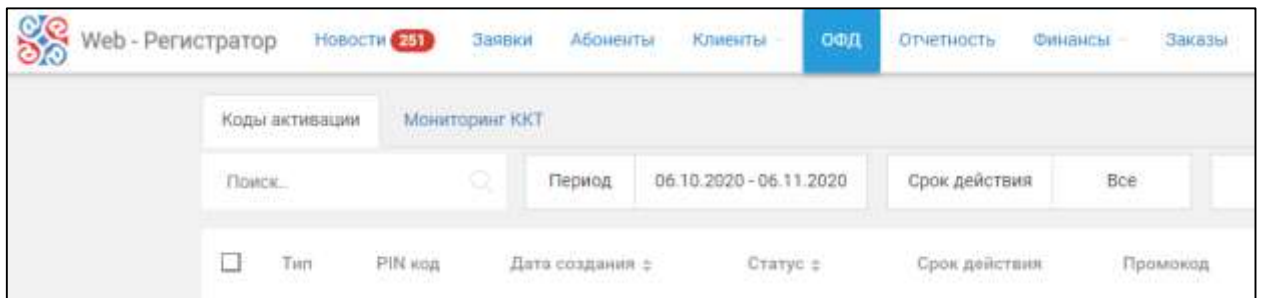 Web - Регистратор Новости 251 Заявки Абоненты Клиенты ОФД Отчетность Финансы Заказы
Коды активации Мониторинг ККТ
Поиск... Период 06.10.2020 - 06.11.2020 Срок действия Все
Тип PIN код Дата создания Статус Срок действия Промокод